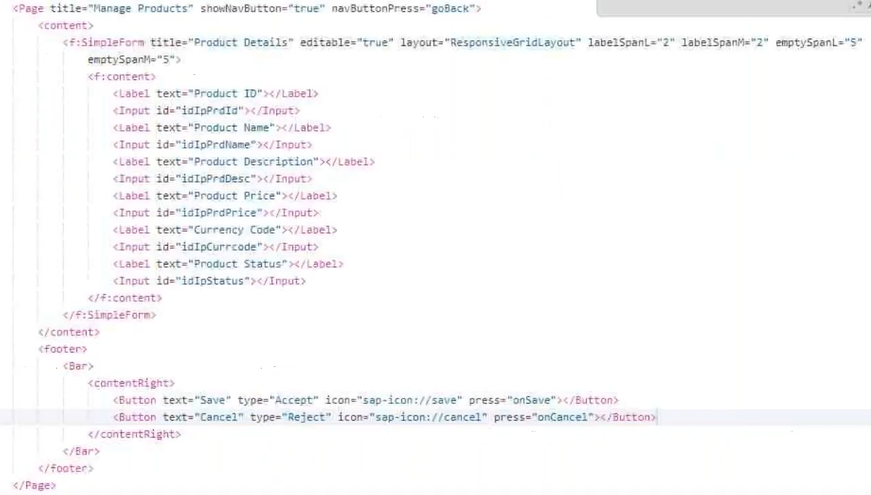 <Page title="Manage Products" showNavButton="true" navButtonPress="goBack">
<content>
<f:SimpleForm title="Product Details" editable="true" layout="ResponsiveGridLayout" labelSpanL="2" labelSpanM="2" emptySpanL="5"
emptySpanM="5">
<f:content>
<Label text="Product ID"></Label>
<Input id="idIpPrdId"></Input>
<Label text="Product Name"></Label>
<Input id="idIpPrdName"></Input>
<Label text="Product Description"></Label>
<Input id="idIpPrdDesc"></Input>
<Label text="Product Price"></Label>
<Input id="idIpPrdPrice"></Input>
<Label text="Currency Code"></Label>
<Input id="idIpCurrcode"></Input>
<Label text="Product Status"></Label>
<Input id="idIpStatus"></Input>
</f:content>
</f:SimpleForm>
</content>
<footer>
<Bar>
<contentRight>
<Button text="Save" type="Accept" icon="sap-icon://save" press="onSave"></Button>
<Button text="Cancel" type="Reject" icon="sap-icon://cancel" press="onCancel"></Button>
</contentRight>
</Bar>
</footer>
</Page>